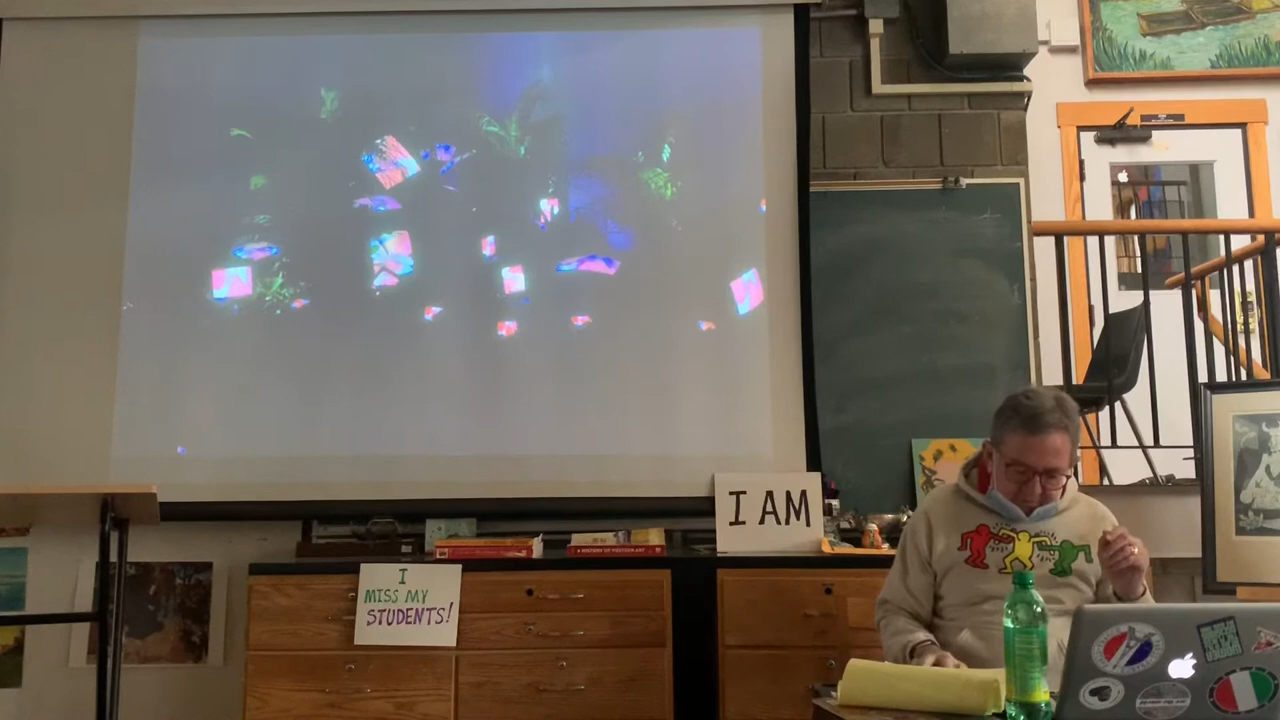 I AM
A HISTORY OF WESTERN ART
I
MISS MY
STUDENTS!